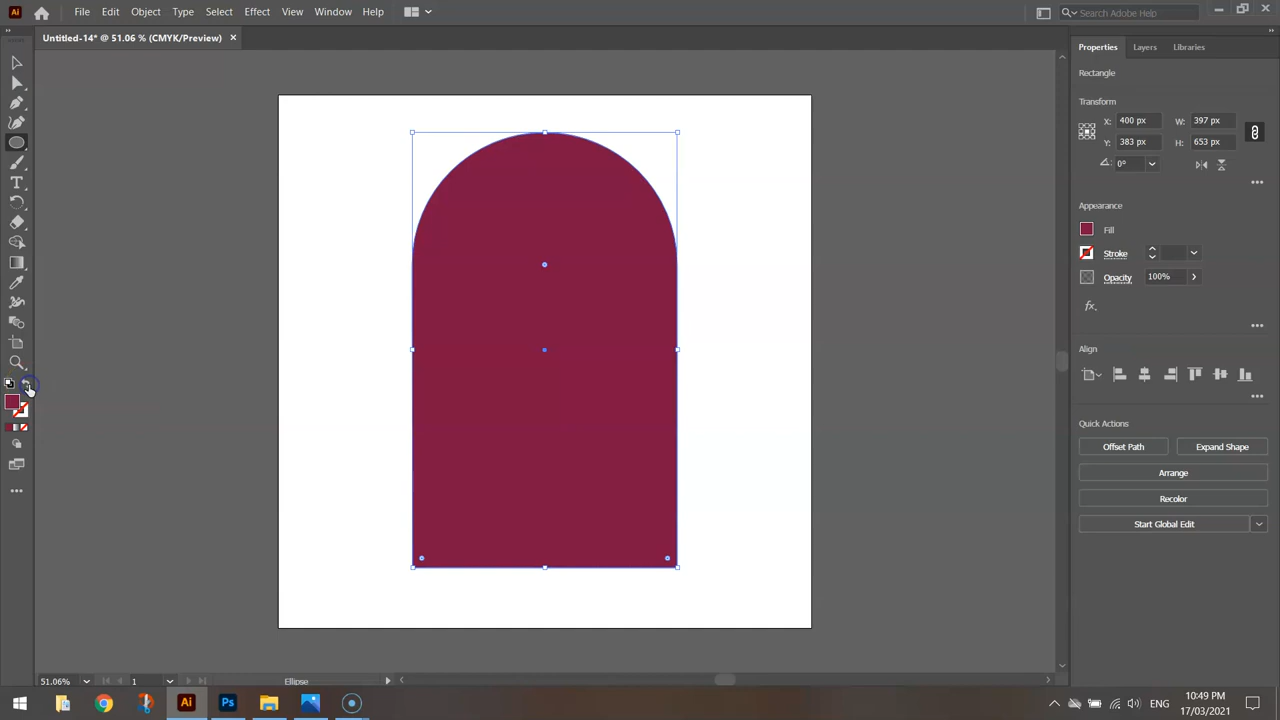 Ai File Edit Object Type Select Effect View Window Help Search Adobe Help
Untitled-14* @ 51.06 % (CMYK/Preview)
Properties Layers Libraries
Rectangle
Transform
X: 400 px W: 397 px
Y: 383 px H: 653 px
0°
Appearance
Fill
Stroke
Opacity 100%
fx.
Align
Quick Actions
Offset Path Expand Shape
Arrange
Recolor
Start Global Edit
51.06% 1 Ellipse
Ai Ps ENG 10:49 PM
17/03/2021